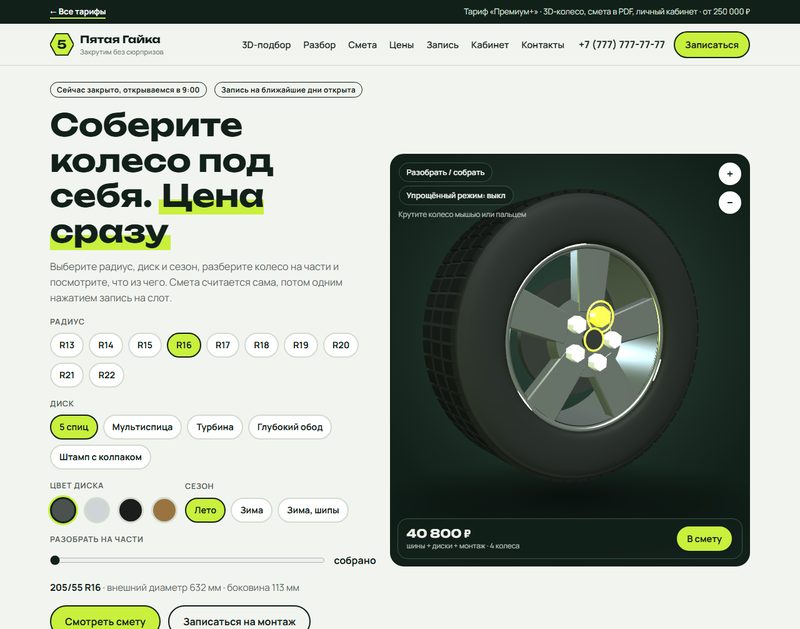 ← Все тарифы
Тариф «Премиум+» · 3D-колесо, смета в PDF, личный кабинет · от 250 000 ₽
5
Пятая Гайка
Закрутим без сюрпризов
3D-подбор Разбор Смета Цены Запись Кабинет Контакты
+7 (777) 777-77-77
Записаться
Сейчас закрыто, открываемся в 9:00
Запись на ближайшие дни открыта
Соберите
колесо под
себя. Цена
сразу
Выберите радиус, диск и сезон, разберите колесо на части и
посмотрите, что из чего. Смета считается сама, потом одним
нажатием запись на слот.
РАДИУС
R13 R14 R15 R16 R17 R18 R19 R20
R21 R22
ДИСК
5 спиц Мультиспица Турбина Глубокий обод
Штамп с колпаком
ЦВЕТ ДИСКА
СЕЗОН
Лето Зима Зима, шипы
РАЗОБРАТЬ НА ЧАСТИ
собрано
205/55 R16 · внешний диаметр 632 мм · боковина 113 мм
Смотреть смету Записаться на монтаж
Разобрать / собрать
Упрощённый режим: выкл
Крутите колесо мышью или пальцем
+
−
40 800 ₽
шины + диски + монтаж · 4 колеса
В смету